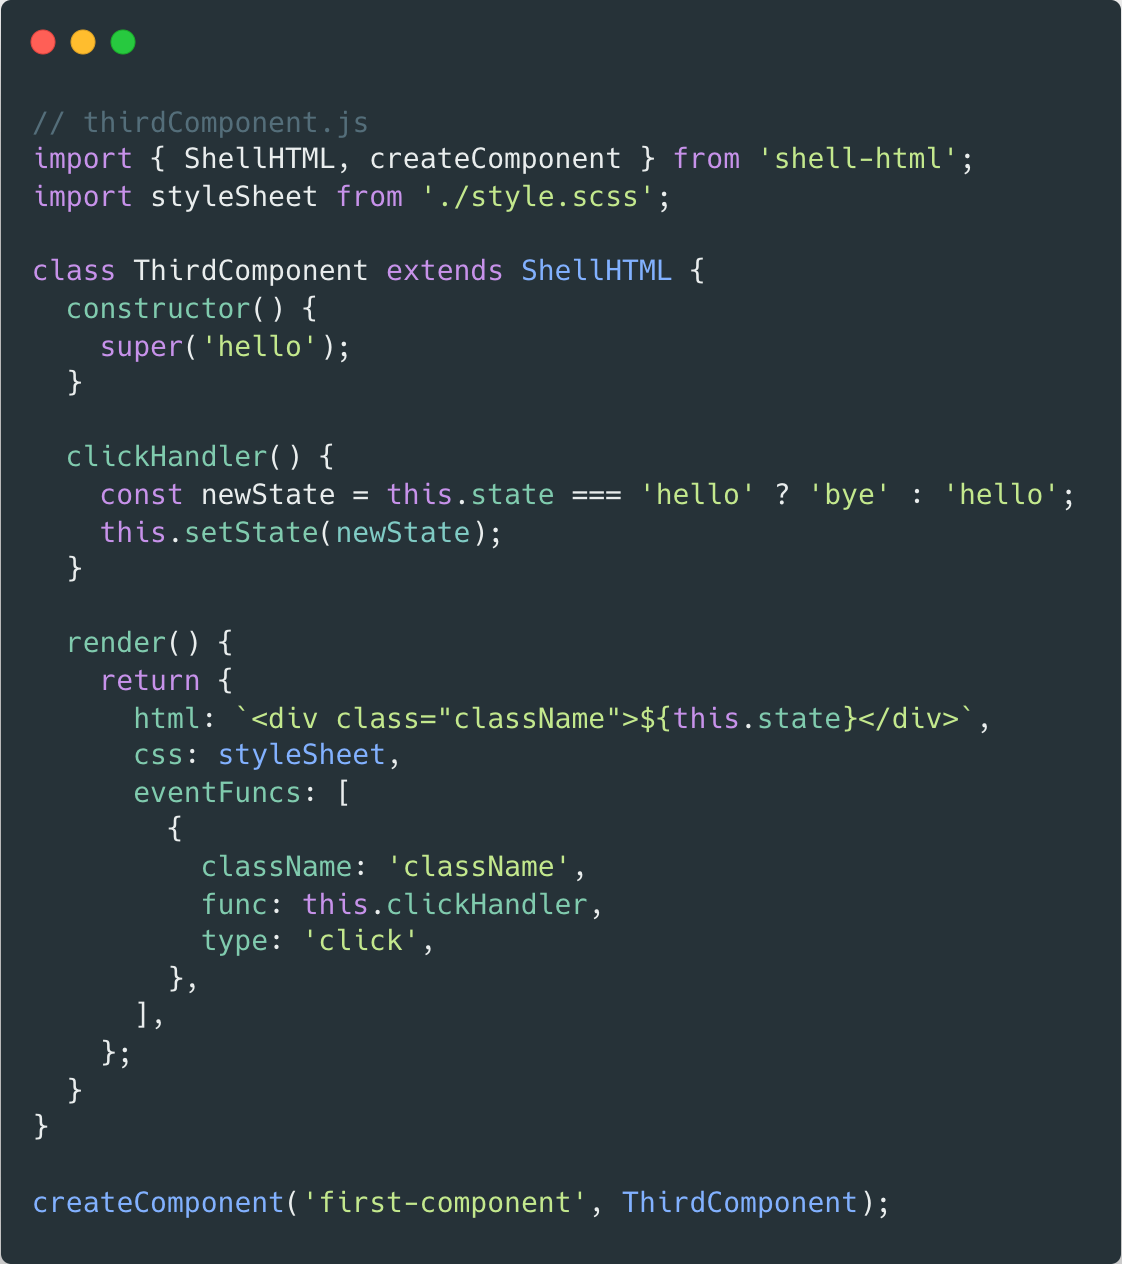 // thirdComponent.js
import { ShellHTML, createComponent } from 'shell-html';
import styleSheet from './style.scss';

class ThirdComponent extends ShellHTML {
  constructor() {
    super('hello');
  }

  clickHandler() {
    const newState = this.state === 'hello' ? 'bye' : 'hello';
    this.setState(newState);
  }

  render() {
    return {
      html: `<div class="className">${this.state}</div>`,
      css: styleSheet,
      eventFuncs: [
        {
          className: 'className',
          func: this.clickHandler,
          type: 'click',
        },
      ],
    };
  }
}

createComponent('first-component', ThirdComponent);